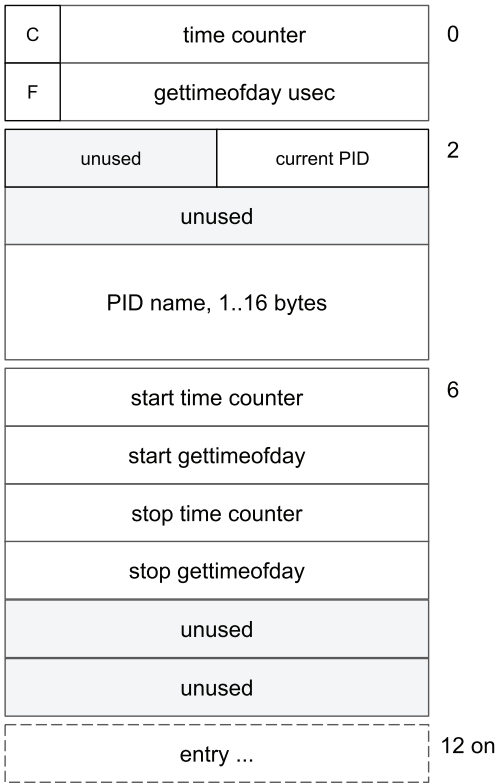 C time counter 0
F gettimeofday usec
unused current PID 2
unused
PID name, 1..16 bytes
start time counter 6
start gettimeofday
stop time counter
stop gettimeofday
unused
unused
entry ... 12 on